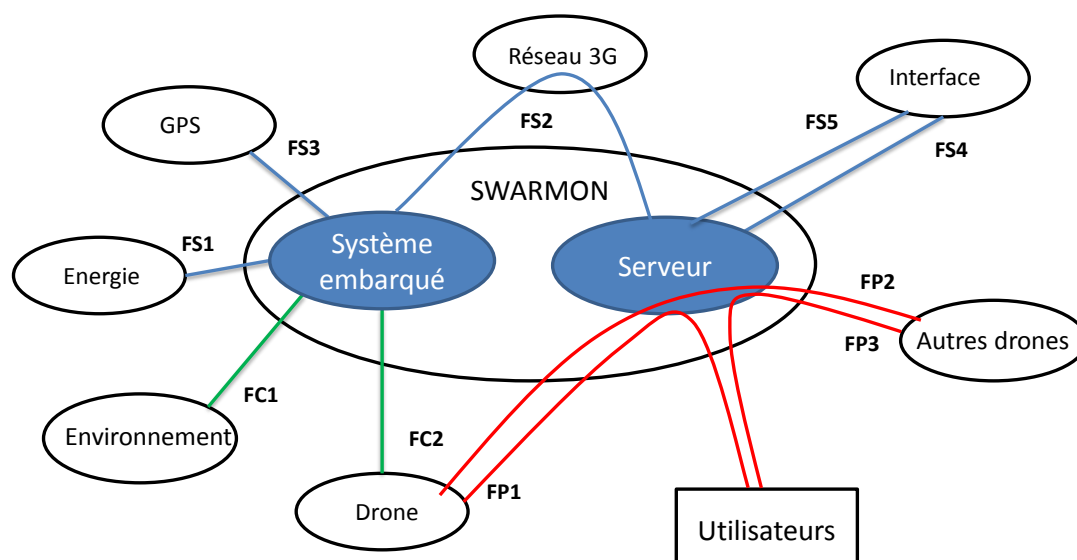 Réseau 3G
Interface
GPS
FS2
FS5
FS3
FS4
SWARMON
Système
embarqué
Serveur
FS1
Energie
FP2
Autres drones
FP3
FC1
Environnement
FC2
FP1
Drone
Utilisateurs